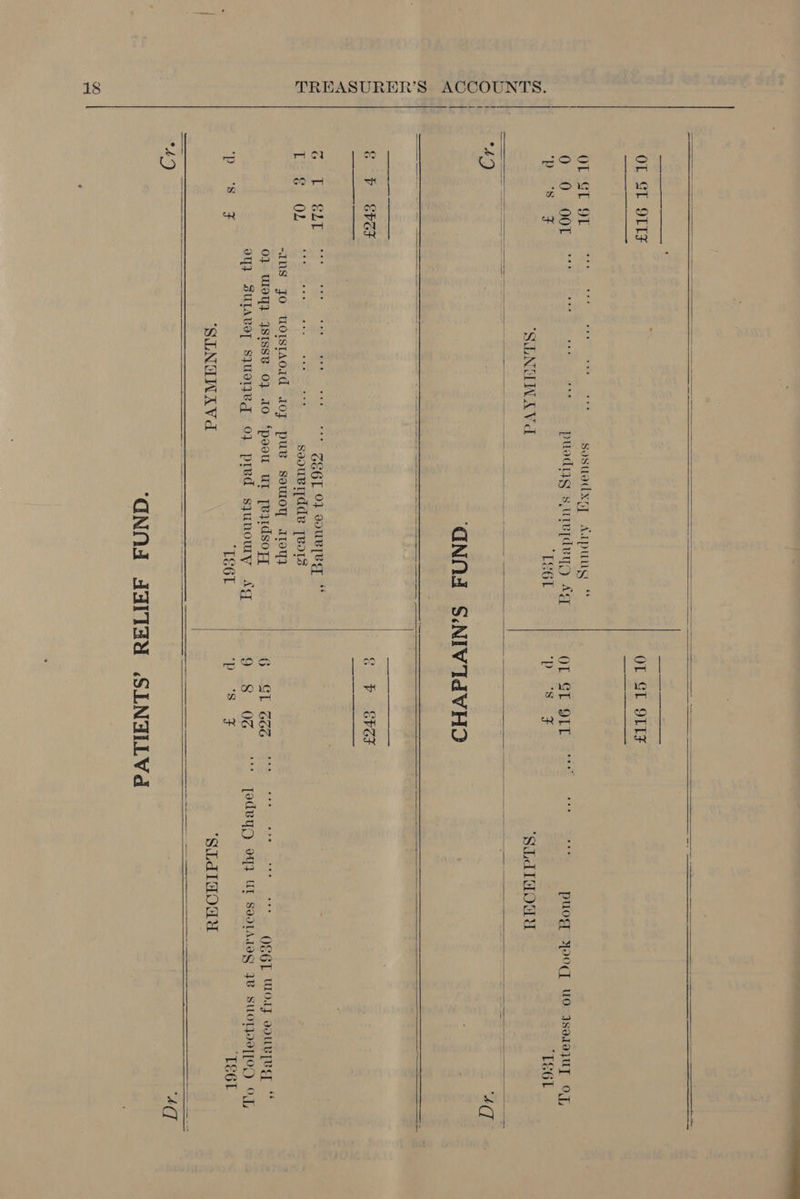 18 TREASURER'S ACCOUNTS.
PATIENTS' RELIEF FUND.
Dr. Cr.
RECEIPTS. PAYMENTS.
1931. £ s. d. 1931. £ s. d.
To Collections at Services in the Chapel ... 20 8 6 By Amounts paid to Patients leaving the
" Balance from 1930 ... ... ... ... ... 222 15 9 Hospital in need, or to assist them to
their homes and for provision of sur-
gical appliances ... ... ... ... 70 3 1
" Balance to 1932 ... ... ... ... ... 173 1 2
£243 4 3 £243 4 3
CHAPLAIN'S FUND.
Dr. Cr.
RECEIPTS. PAYMENTS.
1931. £ s. d. 1931. £ s. d.
To Interest on Dock Bond ... ... ... 116 15 10 By Chaplain's Stipend ... ... ... ... 100 0 0
" Sundry Expenses ... ... ... ... ... 16 15 10
£116 15 10 £116 15 10